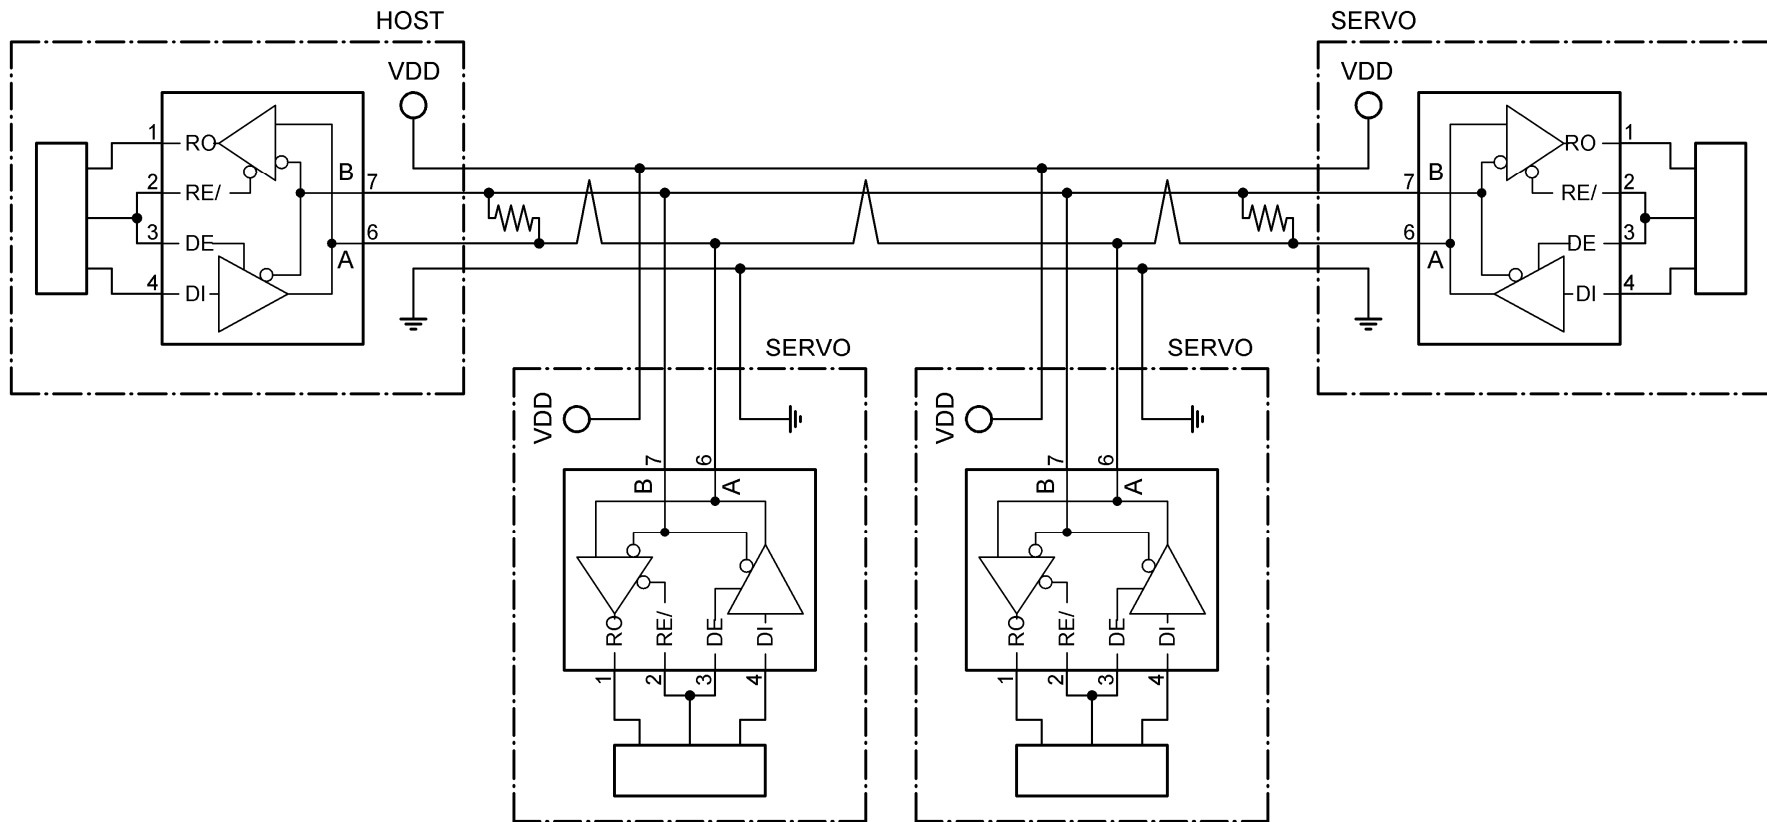 HOST
SERVO
VDD
VDD
1 RO
2 RE/
3 DE
4 DI
B 7
6
A
7 B
6
A
RO 1
RE/ 2
DE 3
DI 4
SERVO
SERVO
VDD
VDD
7 6
B A
RO RE/ DE DI
1 2 3 4
7 6
B A
RO RE/ DE DI
1 2 3 4